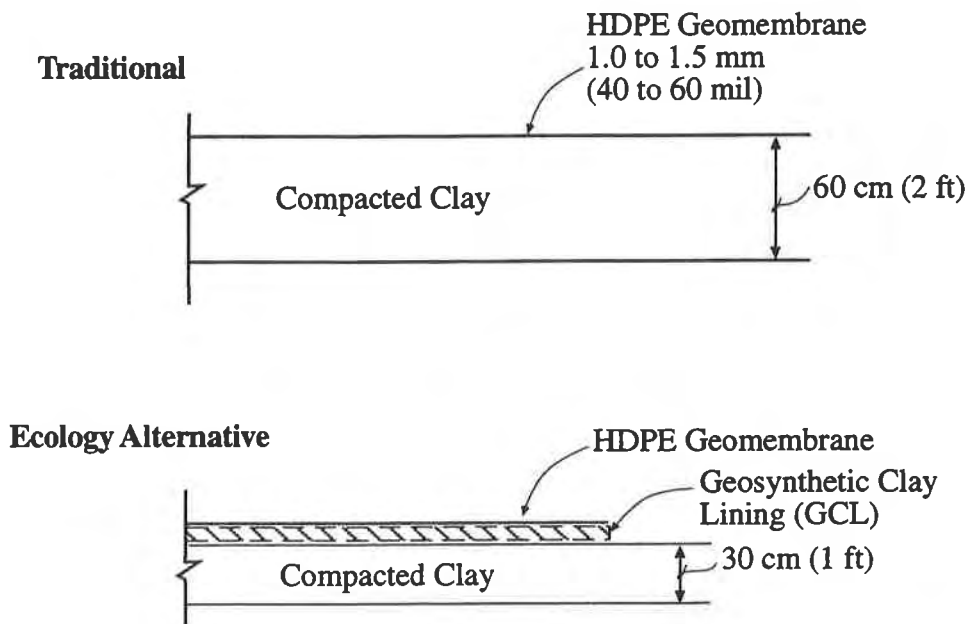 Traditional
HDPE Geomembrane
1.0 to 1.5 mm
(40 to 60 mil)
Compacted Clay
60 cm (2 ft)
Ecology Alternative
HDPE Geomembrane
Geosynthetic Clay
Lining (GCL)
Compacted Clay
30 cm (1 ft)